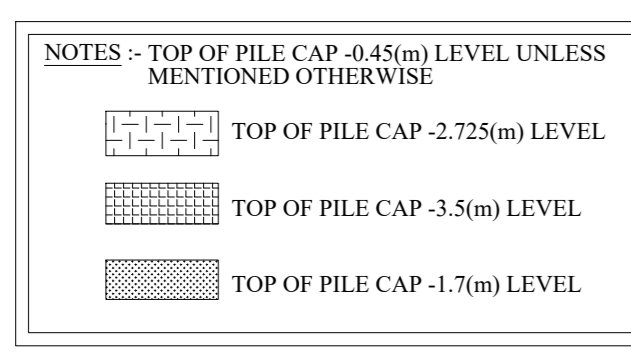 NOTES :- TOP OF PILE CAP -0.45(m) LEVEL UNLESS
MENTIONED OTHERWISE
TOP OF PILE CAP -2.725(m) LEVEL
TOP OF PILE CAP -3.5(m) LEVEL
TOP OF PILE CAP -1.7(m) LEVEL